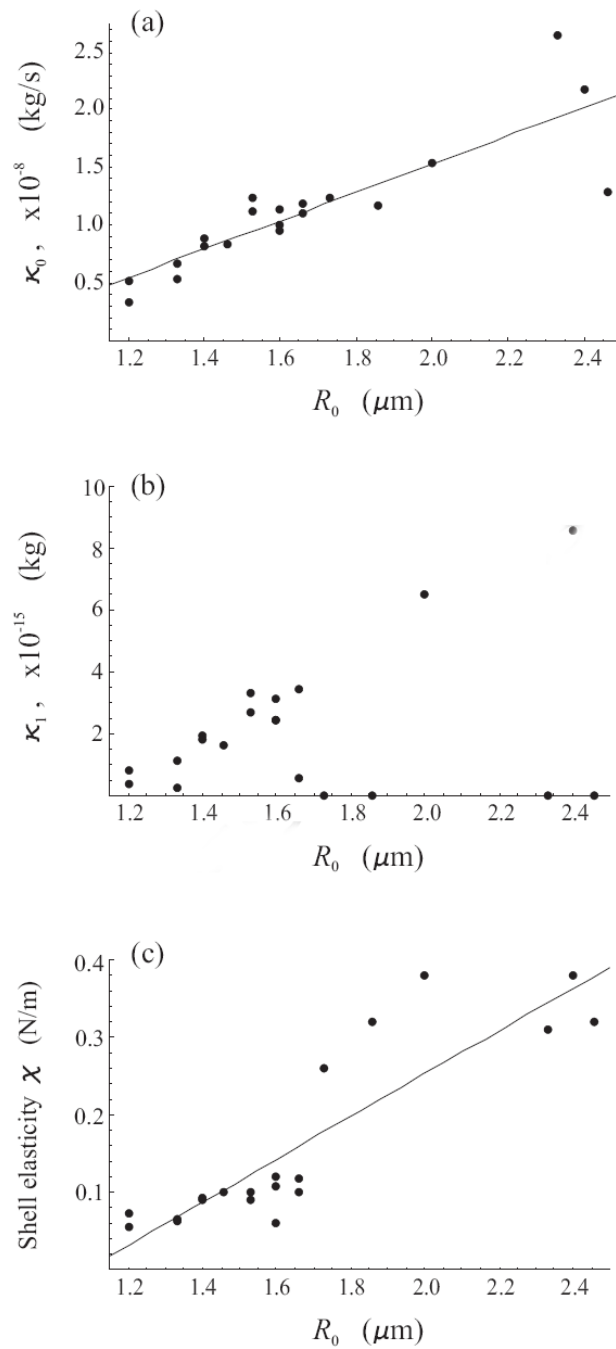 (a)
κ₀ , x10⁻⁸ (kg/s)
2.5
2.0
1.5
1.0
0.5
1.2 1.4 1.6 1.8 2.0 2.2 2.4
R₀ (μm)
(b)
κ₁ , x10⁻¹⁵ (kg)
10
8
6
4
2
1.2 1.4 1.6 1.8 2.0 2.2 2.4
R₀ (μm)
(c)
Shell elasticity χ (N/m)
0.4
0.3
0.2
0.1
1.2 1.4 1.6 1.8 2.0 2.2 2.4
R₀ (μm)